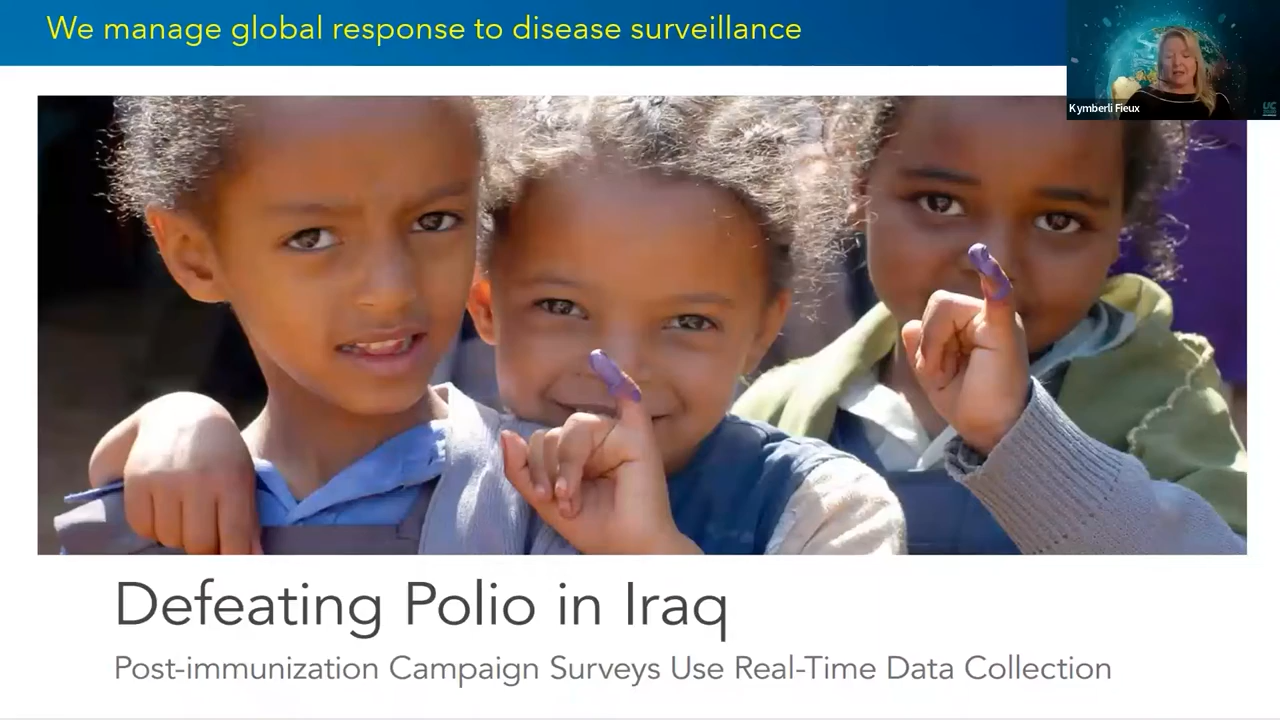 We manage global response to disease surveillance
Kymberli Fieux
UC
Defeating Polio in Iraq
Post-immunization Campaign Surveys Use Real-Time Data Collection